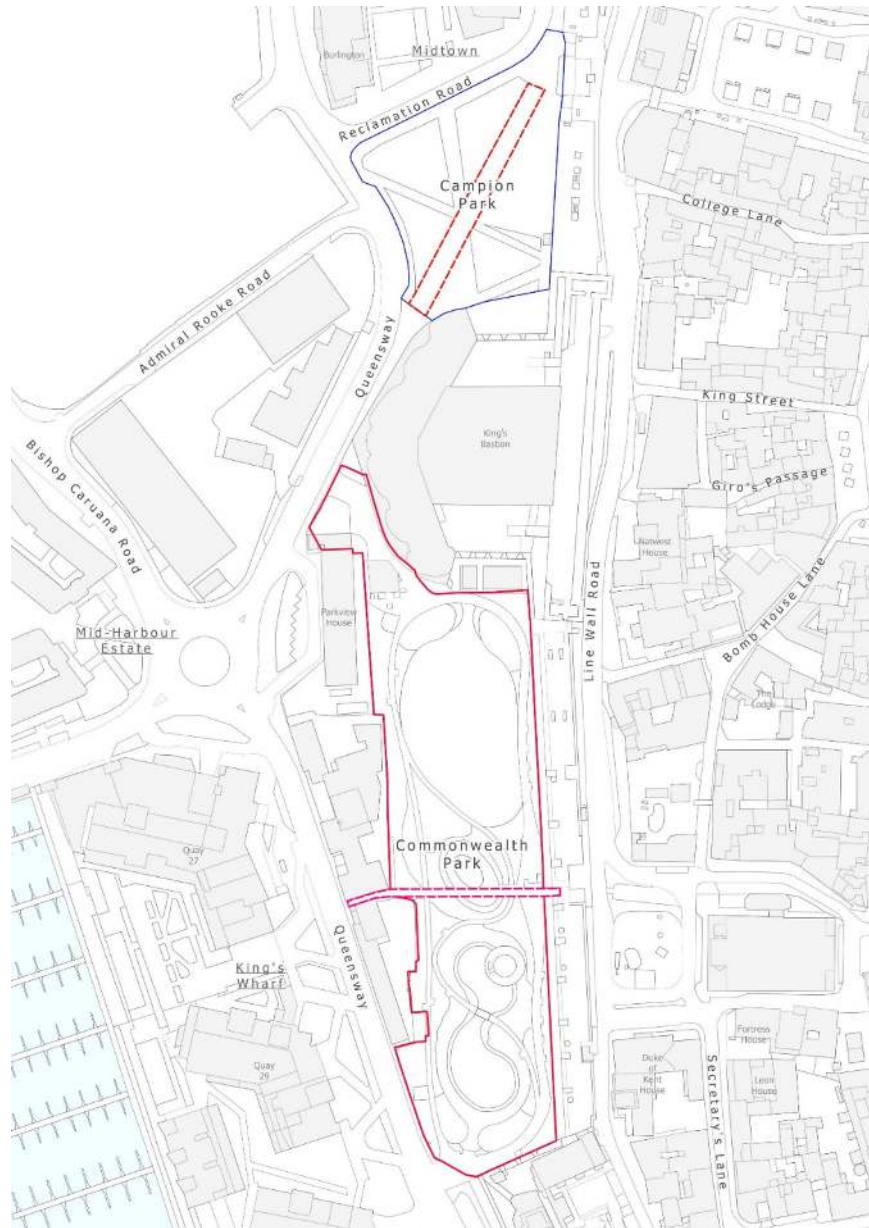 Midtown
Burlington
Reclamation Road
Campion
Park
College Lane
Admiral Rooke Road
Queensway
King Street
King's
Bastion
Giro's Passage
Bishop Caruana Road
Natwest
House
Bomb House Lane
Line Wall Road
Parkview
House
Mid-Harbour
Estate
The
Lodge
Commonwealth
Park
Quay
27
Queensway
King's
Wharf
Quay
29
Duke
of
Kent
House
Fortress
House
Leon
House
Secretary's Lane